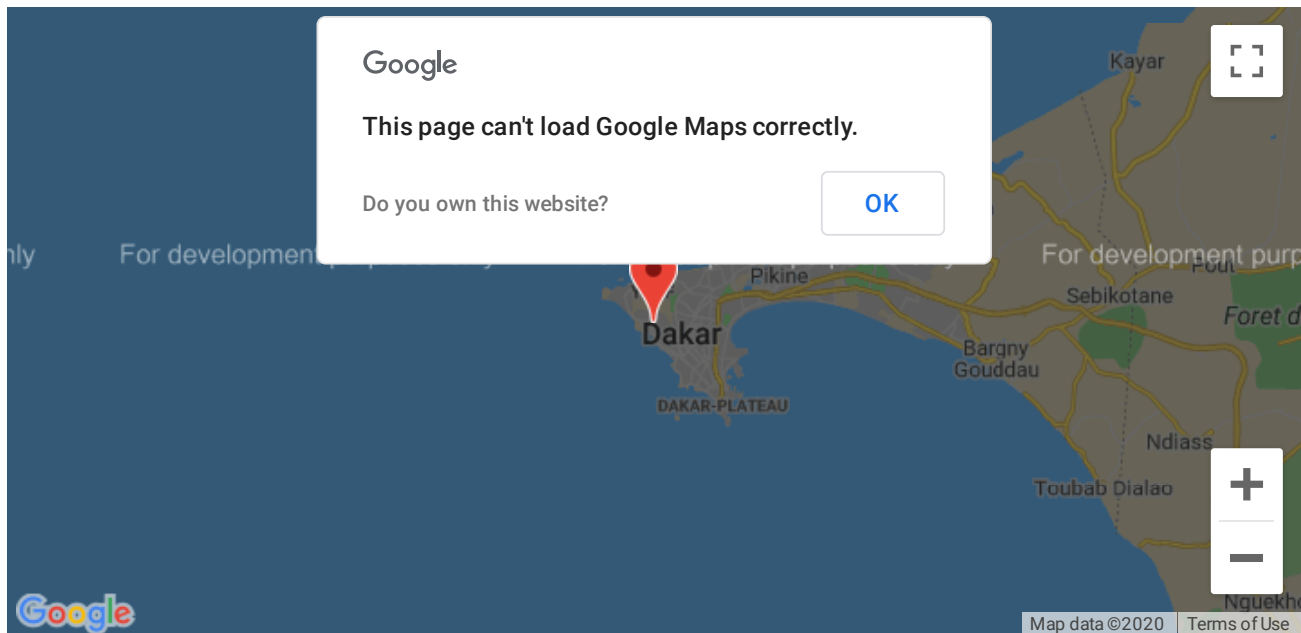 Google
This page can't load Google Maps correctly.
Do you own this website?
OK
Kayar
For development
For development purp
Pout
Pikine
Sebikotane
Foret d
Dakar
Bargny
Gouddau
DAKAR-PLATEAU
Ndiass
Toubab Dialao
Google
Map data ©2020
Terms of Use